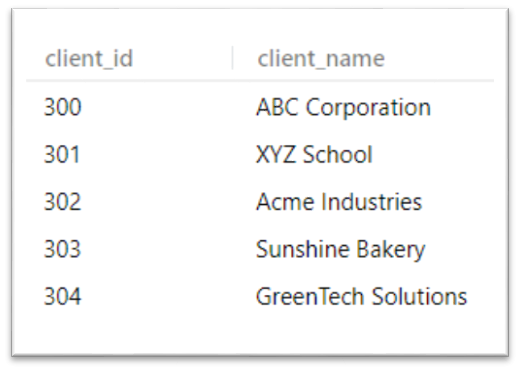 client_id client_name
300 ABC Corporation
301 XYZ School
302 Acme Industries
303 Sunshine Bakery
304 GreenTech Solutions